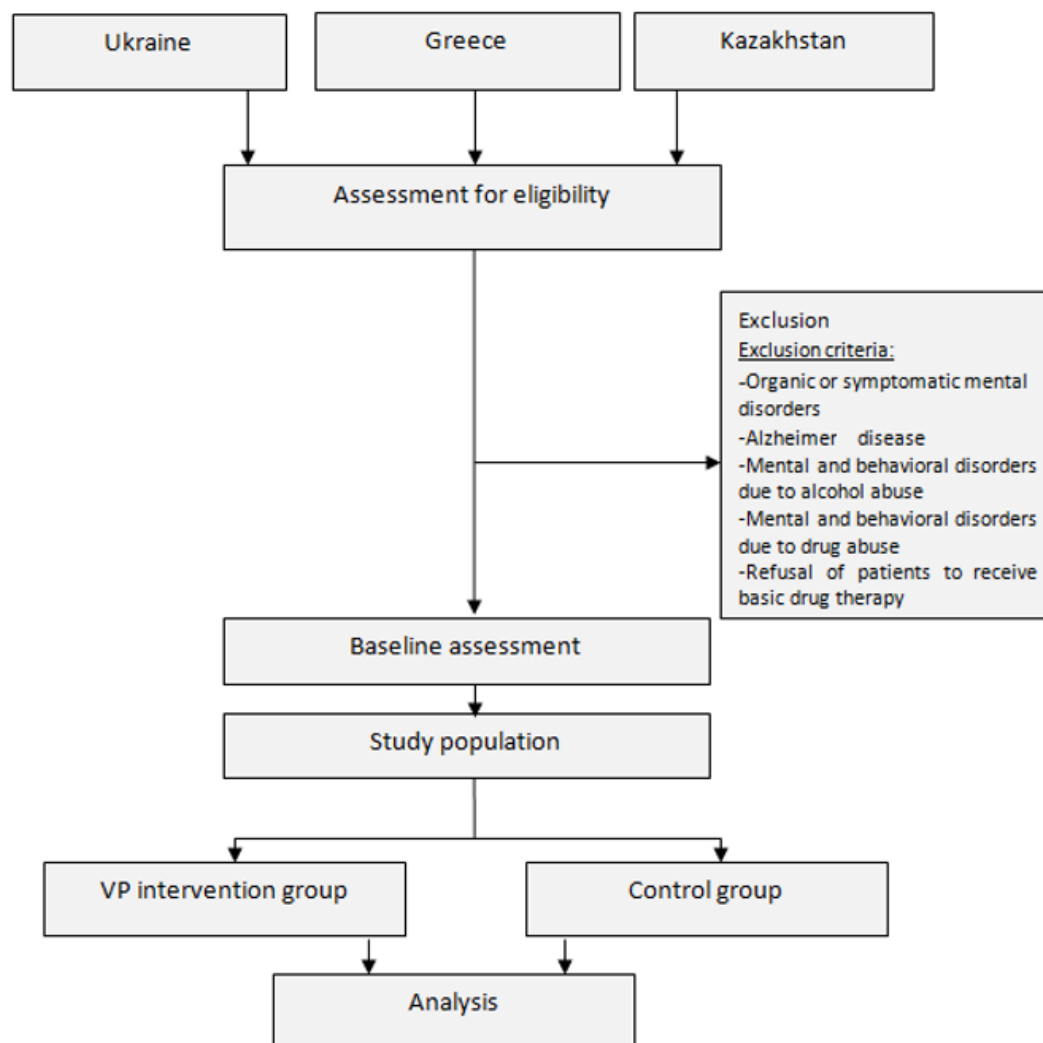 Ukraine
Greece
Kazakhstan
Assessment for eligibility
Exclusion
Exclusion criteria:
-Organic or symptomatic mental
disorders
-Alzheimer disease
-Mental and behavioral disorders
due to alcohol abuse
-Mental and behavioral disorders
due to drug abuse
-Refusal of patients to receive
basic drug therapy
Baseline assessment
Study population
VP intervention group
Control group
Analysis